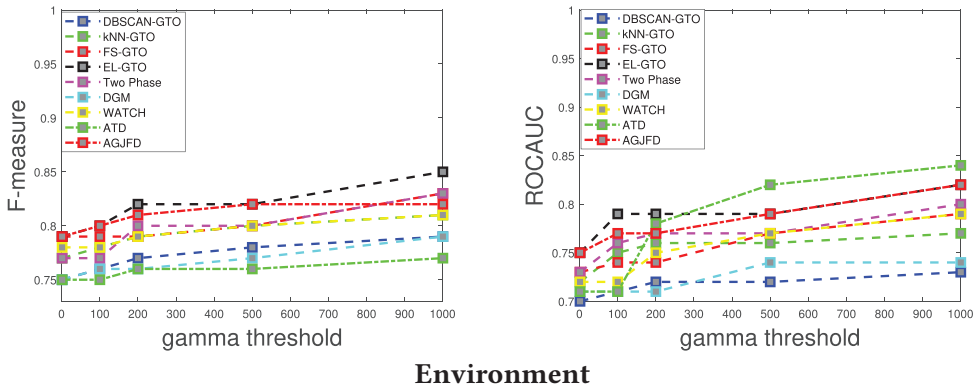 1
0.95
0.9
0.85
0.8
0.75
F-measure
0 100 200 300 400 500 600 700 800 900 1000
gamma threshold
DBSCAN-GTO
kNN-GTO
FS-GTO
EL-GTO
Two Phase
DGM
WATCH
ATD
AGJFD
1
0.95
0.9
0.85
0.8
0.75
0.7
ROCAUC
0 100 200 300 400 500 600 700 800 900 1000
gamma threshold
DBSCAN-GTO
kNN-GTO
FS-GTO
EL-GTO
Two Phase
DGM
WATCH
ATD
AGJFD
Environment